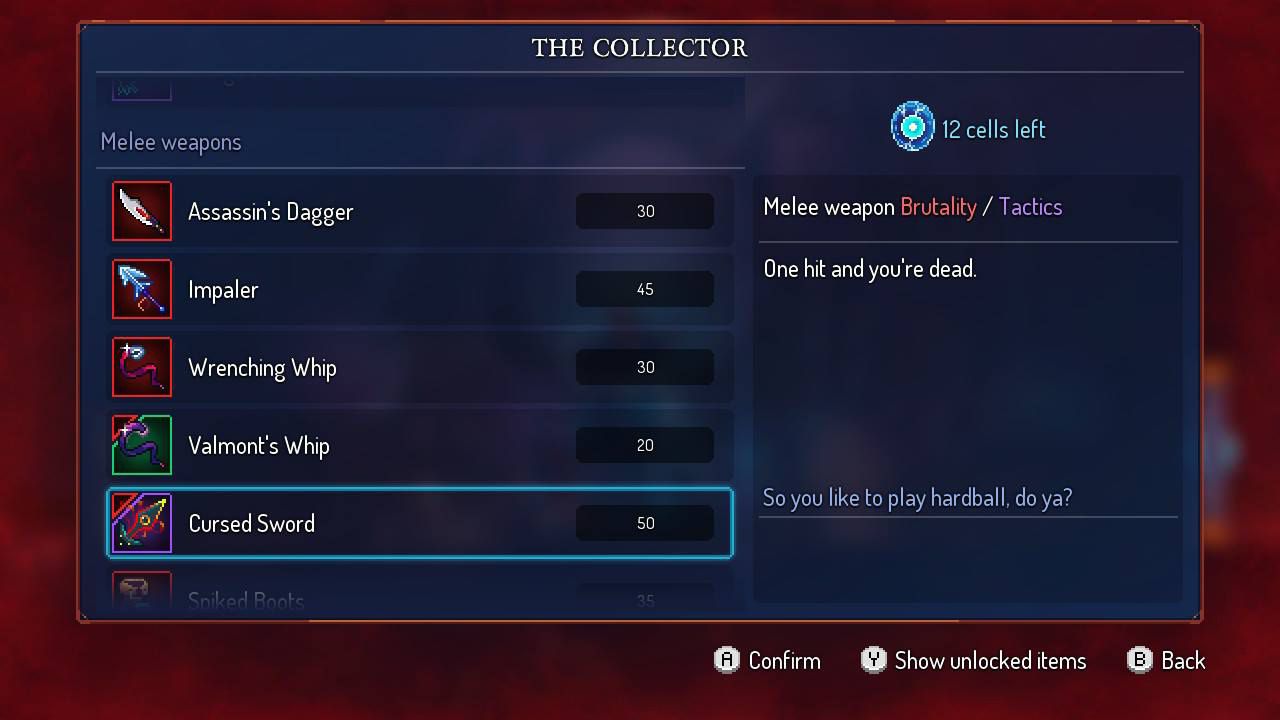 THE COLLECTOR
12 cells left
Melee weapons
Assassin's Dagger 30
Impaler 45
Wrenching Whip 30
Valmont's Whip 20
Cursed Sword 50
Spiked Boots 35
Melee weapon Brutality / Tactics
One hit and you're dead.
So you like to play hardball, do ya?
A Confirm
Y Show unlocked items
B Back